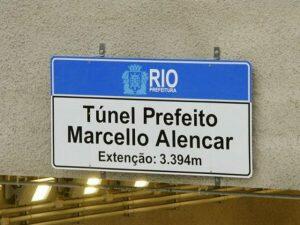 RIO
PREFEITURA
Túnel Prefeito
Marcello Alencar
Extenção: 3.394m